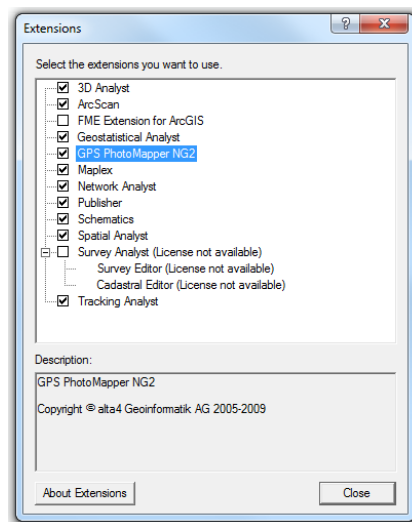 Extensions
?
Select the extensions you want to use.
3D Analyst
ArcScan
FME Extension for ArcGIS
Geostatistical Analyst
GPS PhotoMapper NG2
Maplex
Network Analyst
Publisher
Schematics
Spatial Analyst
Survey Analyst (License not available)
Survey Editor (License not available)
Cadastral Editor (License not available)
Tracking Analyst
Description:
GPS PhotoMapper NG2
Copyright © alta4 Geoinformatik AG 2005-2009
About Extensions
Close